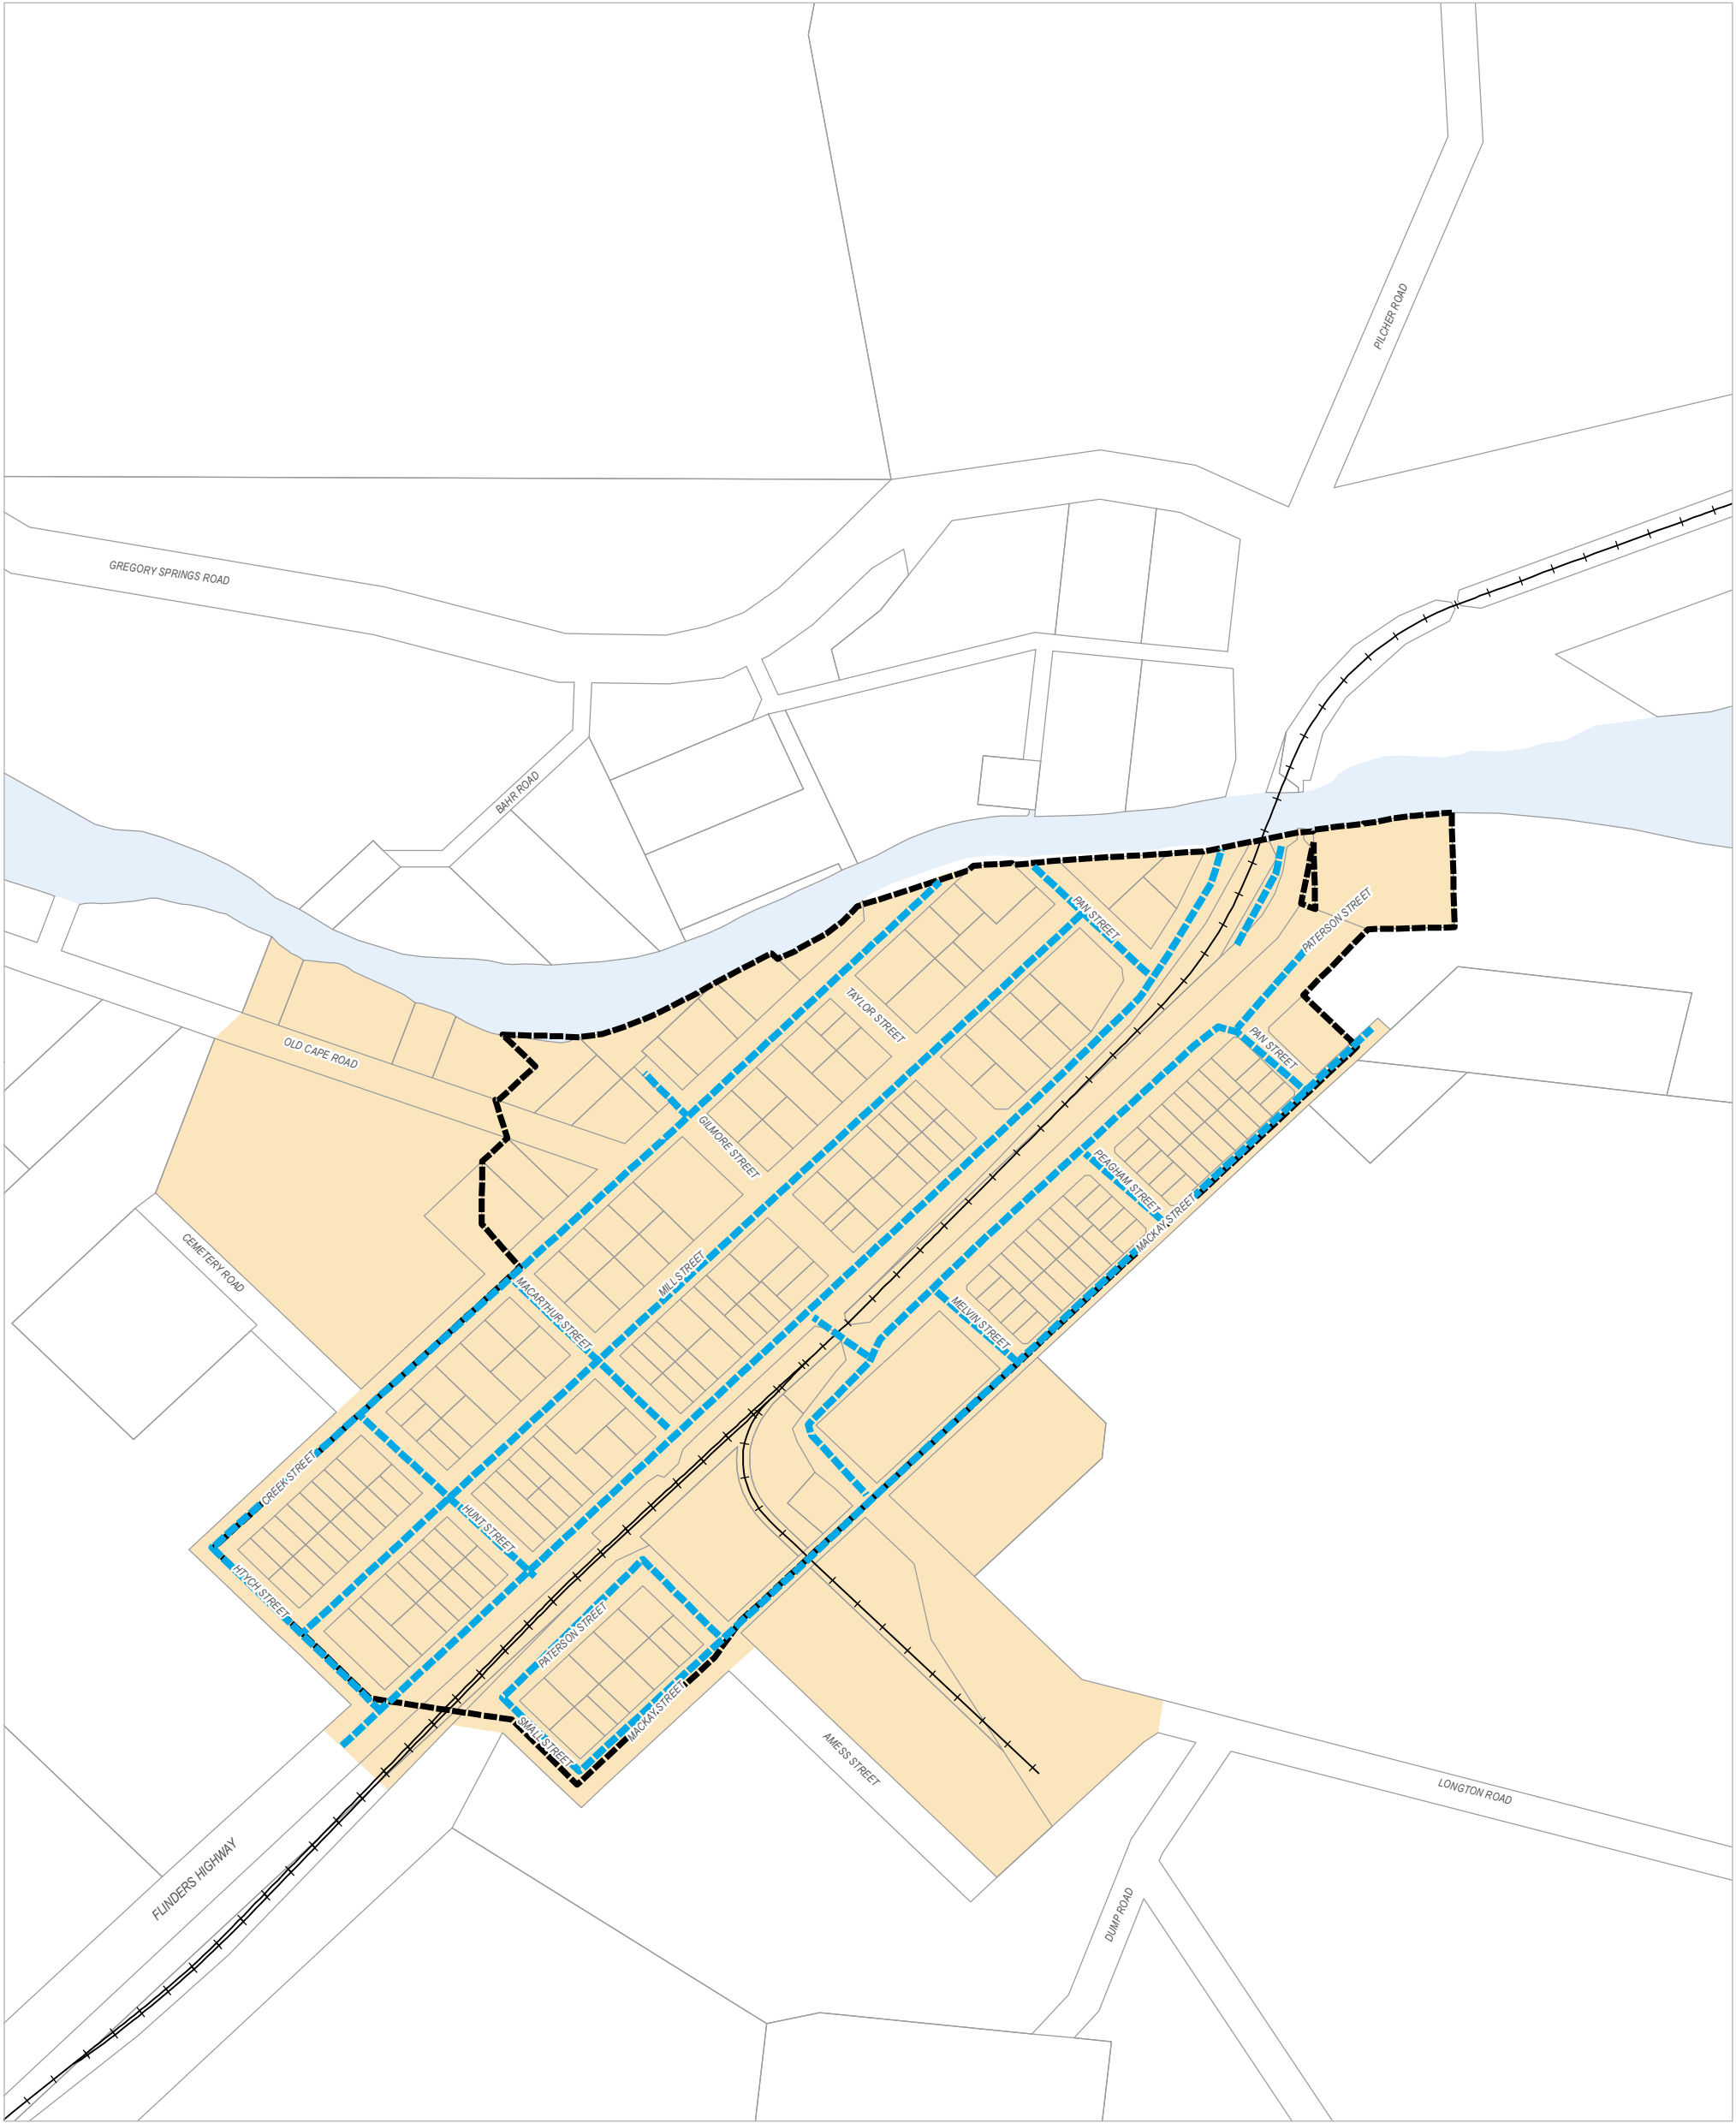 PILCHER ROAD
GREGORY SPRINGS ROAD
BAHR ROAD
PAN STREET
PATERSON STREET
TAYLOR STREET
OLD CAPE ROAD
PAN STREET
GILMORE STREET
PEAGHAM STREET
MACKAY STREET
CEMETERY ROAD
MILL STREET
MACARTHUR STREET
MELVIN STREET
CREEK STREET
HUNT STREET
HTYCH STREET
PATERSON STREET
MACKAY STREET
SMALL STREET
AMESS STREET
LONGTON ROAD
FLINDERS HIGHWAY
DUMP ROAD